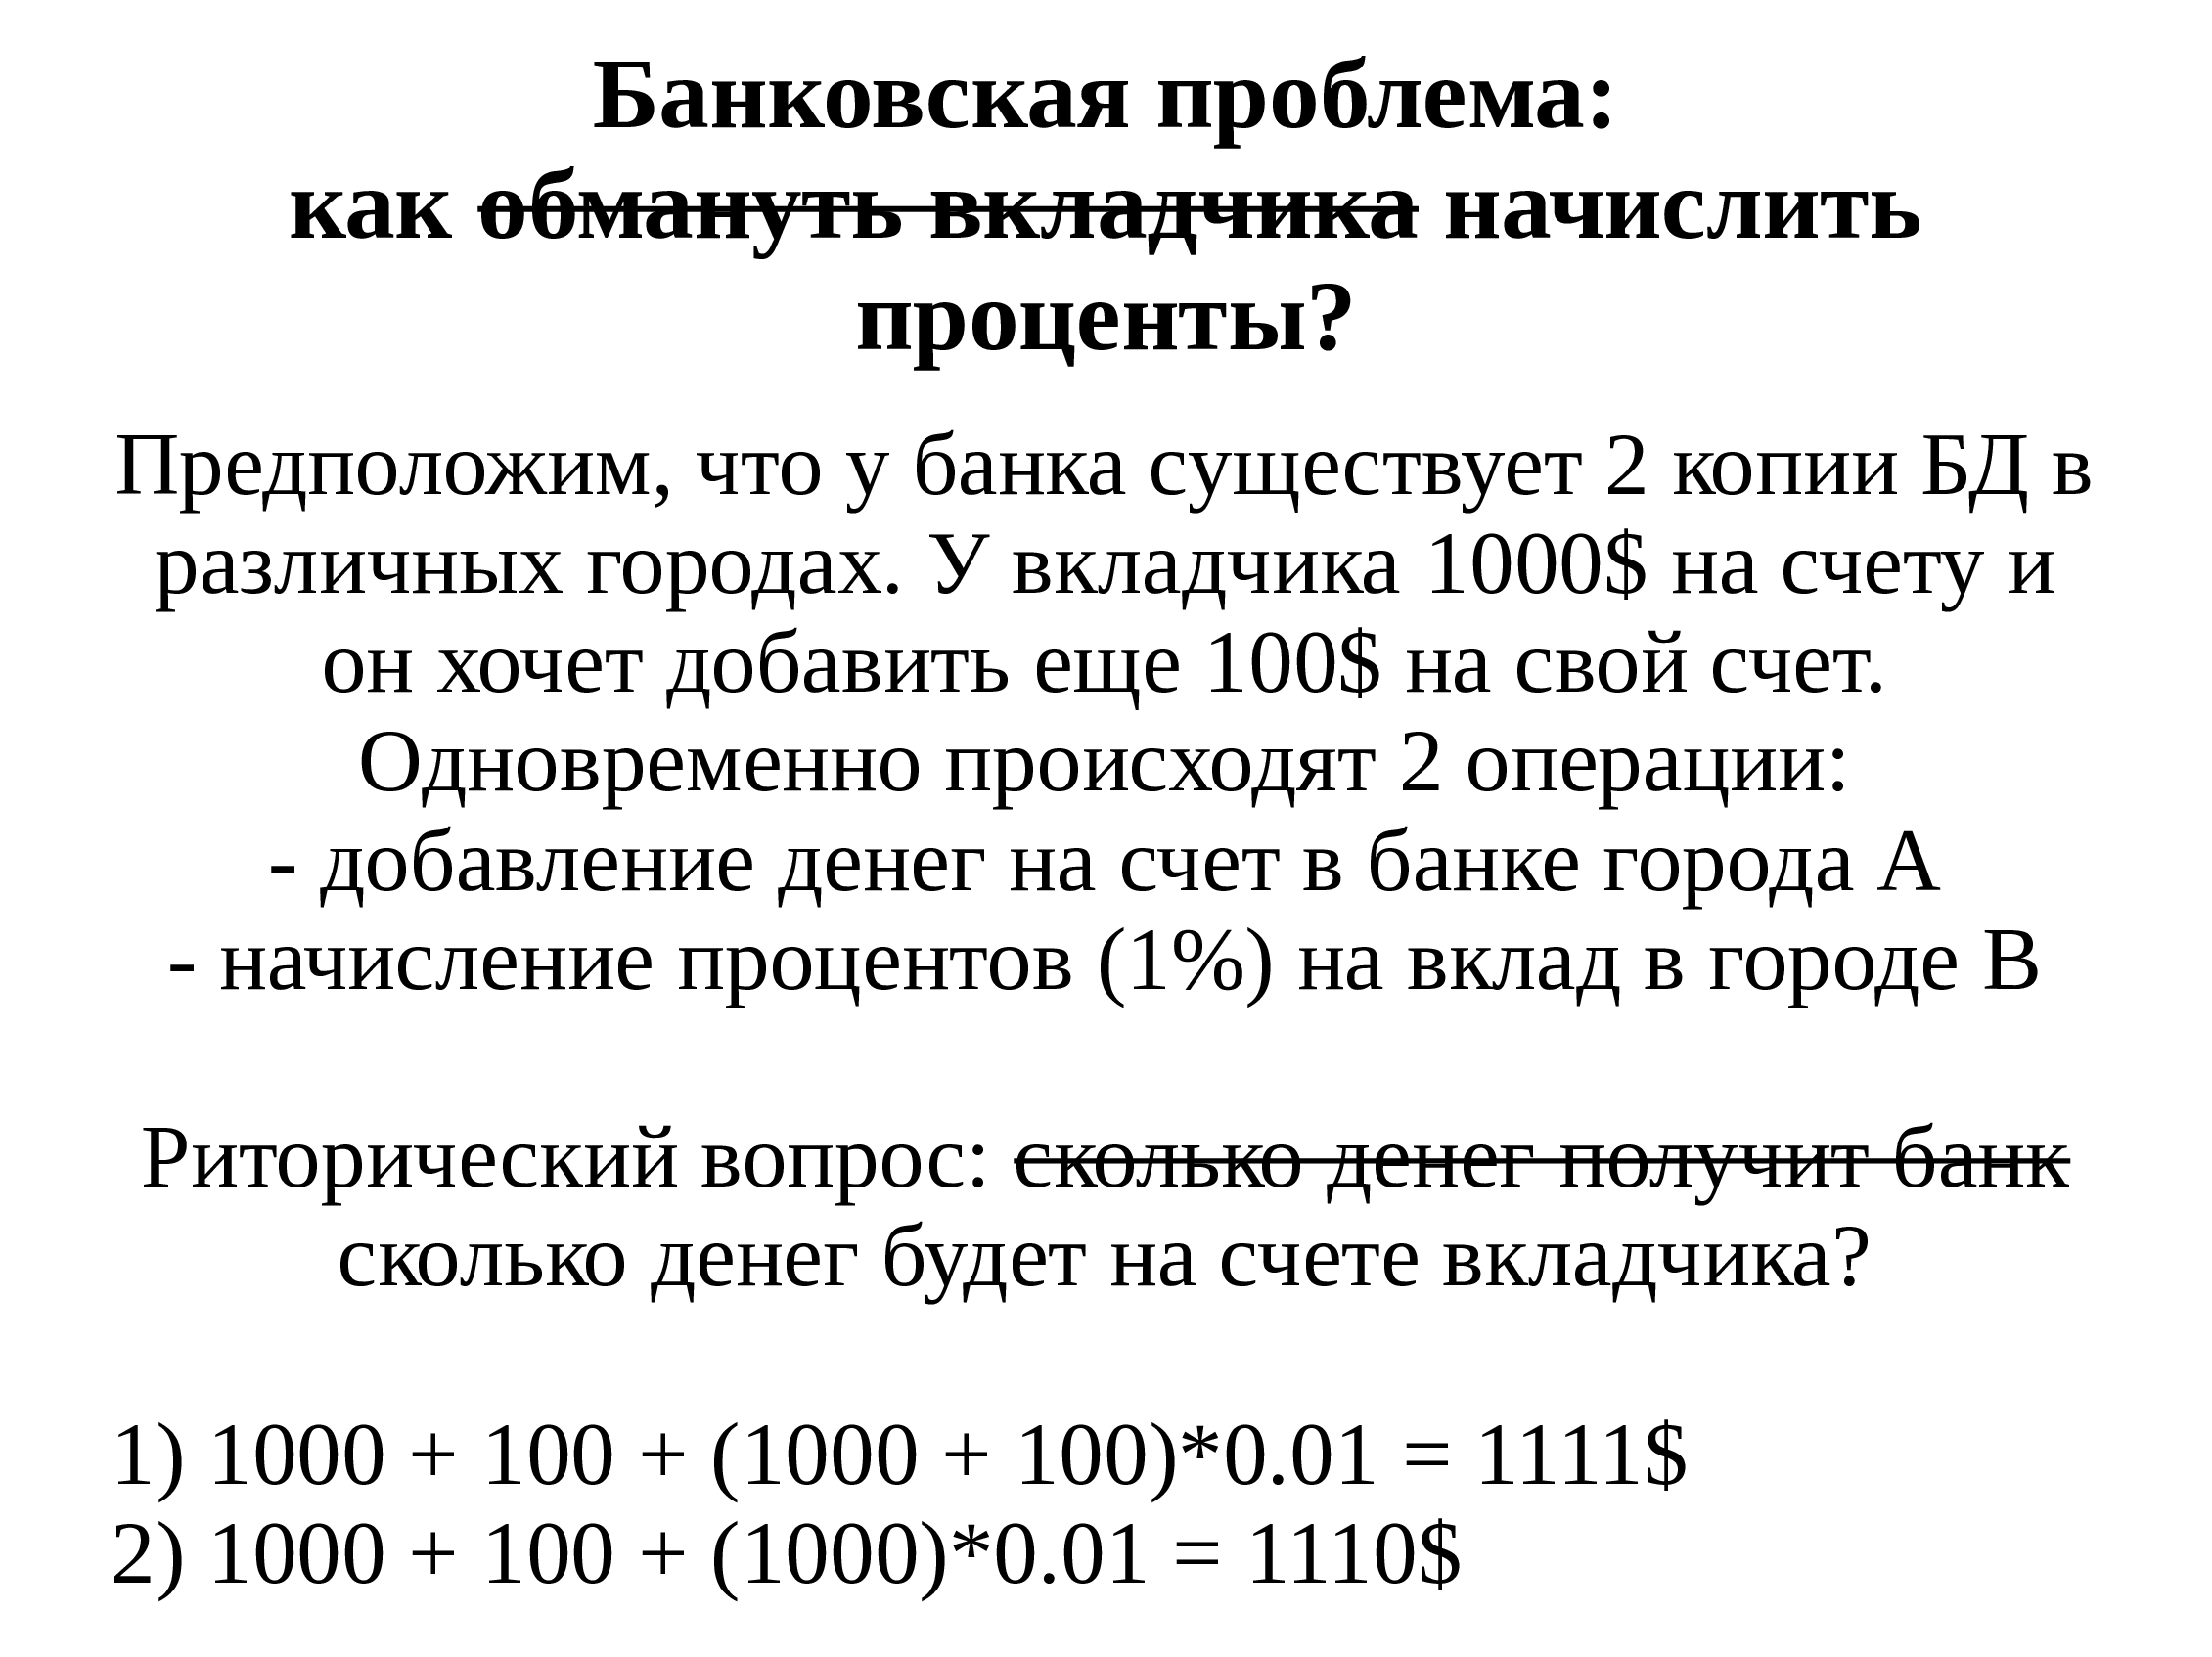 Банковская проблема:
как обмануть вкладчика начислить
проценты?
Предположим, что у банка существует 2 копии БД в
различных городах. У вкладчика 1000$ на счету и
он хочет добавить еще 100$ на свой счет.
Одновременно происходят 2 операции:
- добавление денег на счет в банке города А
- начисление процентов (1%) на вклад в городе В
Риторический вопрос: сколько денег получит банк
сколько денег будет на счете вкладчика?
1) 1000 + 100 + (1000 + 100)*0.01 = 1111$
2) 1000 + 100 + (1000)*0.01 = 1110$